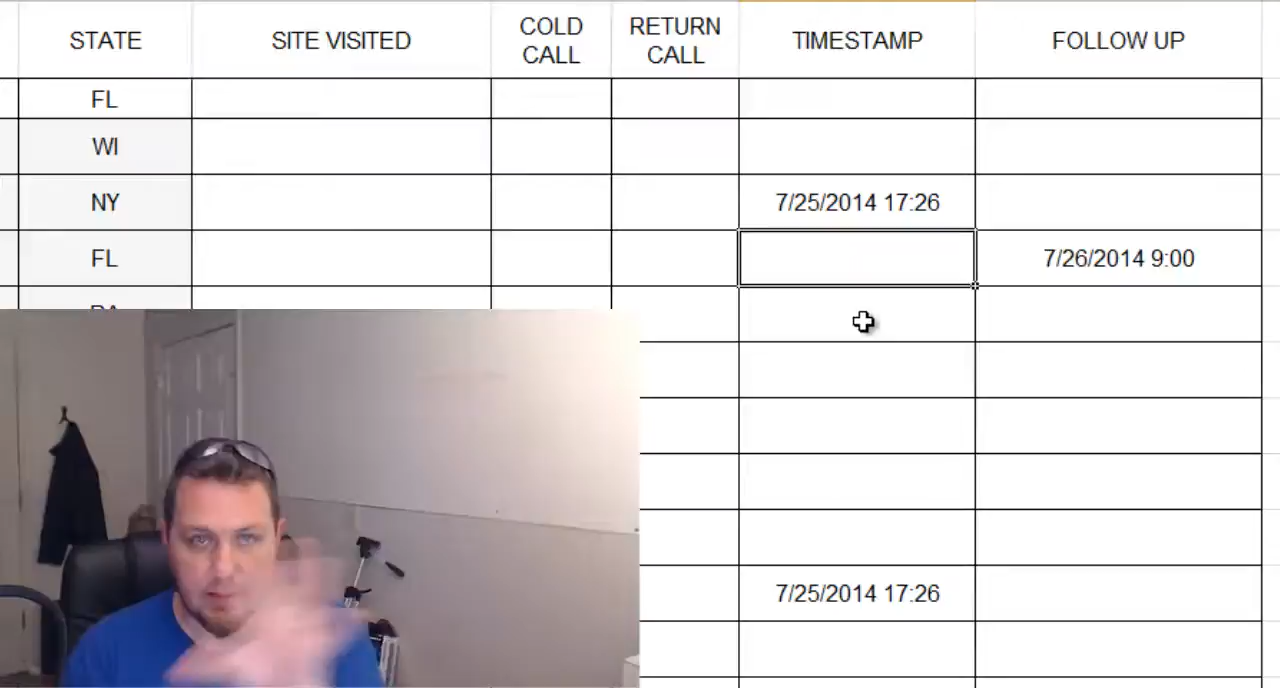 STATE
SITE VISITED
COLD
CALL
RETURN
CALL
TIMESTAMP
FOLLOW UP
FL
WI
NY
7/25/2014 17:26
FL
7/26/2014 9:00
7/25/2014 17:26